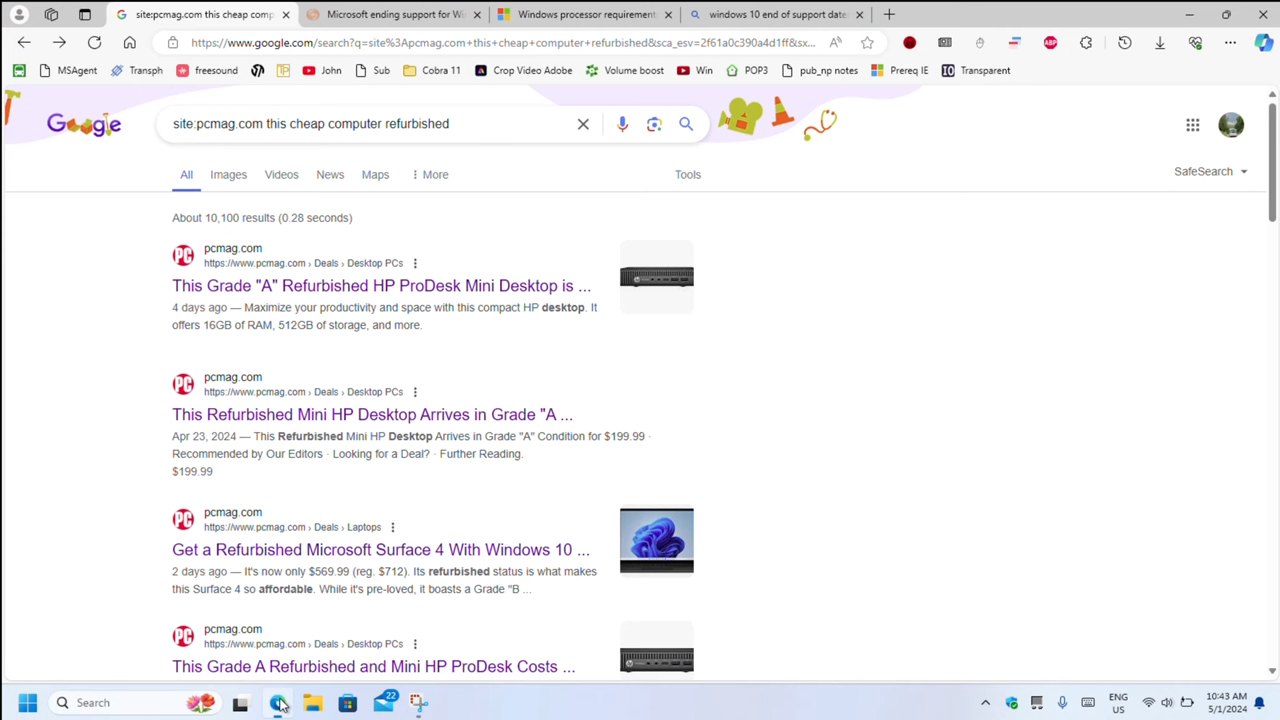 site:pcmag.com this cheap comp
Microsoft ending support for Wi
Windows processor requirement
windows 10 end of support date
https://www.google.com/search?q=site%3Apcmag.com+this+cheap+computer+refurbished&sca_esv=2f61a0c390a4d1ff&sx...
MSAgent
Transph
freesound
John
Sub
Cobra 11
Crop Video Adobe
Volume boost
Win
POP3
pub_np notes
Prereq IE
Transparent
Google
site:pcmag.com this cheap computer refurbished
All
Images
Videos
News
Maps
More
Tools
SafeSearch
About 10,100 results (0.28 seconds)
PC
pcmag.com
https://www.pcmag.com › Deals › Desktop PCs
This Grade "A" Refurbished HP ProDesk Mini Desktop is ...
4 days ago — Maximize your productivity and space with this compact HP desktop. It
offers 16GB of RAM, 512GB of storage, and more.
PC
pcmag.com
https://www.pcmag.com › Deals › Desktop PCs
This Refurbished Mini HP Desktop Arrives in Grade "A ...
Apr 23, 2024 — This Refurbished Mini HP Desktop Arrives in Grade "A" Condition for $199.99 ·
Recommended by Our Editors · Looking for a Deal? · Further Reading.
$199.99
PC
pcmag.com
https://www.pcmag.com › Deals › Laptops
Get a Refurbished Microsoft Surface 4 With Windows 10 ...
2 days ago — It's now only $569.99 (reg. $712). Its refurbished status is what makes
this Surface 4 so affordable. While it's pre-loved, it boasts a Grade "B ...
PC
pcmag.com
https://www.pcmag.com › Deals › Desktop PCs
This Grade A Refurbished and Mini HP ProDesk Costs ...
Search
22
ENG
US
10:43 AM
5/1/2024